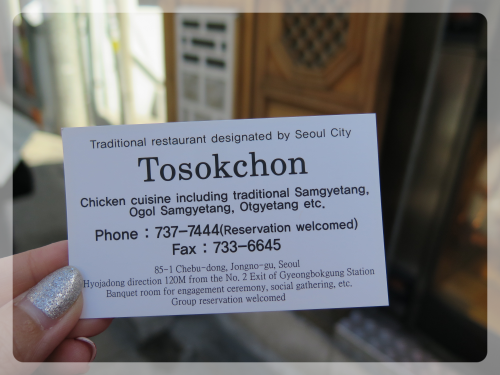 Traditional restaurant designated by Seoul City
Tosokchon
Chicken cuisine including traditional Samgyetang,
Ogol Samgyetang, Otgyetang etc.
Phone : 737-7444(Reservation welcomed)
Fax : 733-6645
85-1 Chebu-dong, Jongno-gu, Seoul
Hyojadong direction 120M from the No. 2 Exit of Gyeongbokgung Station
Banquet room for engagement ceremony, social gathering, etc.
Group reservation welcomed